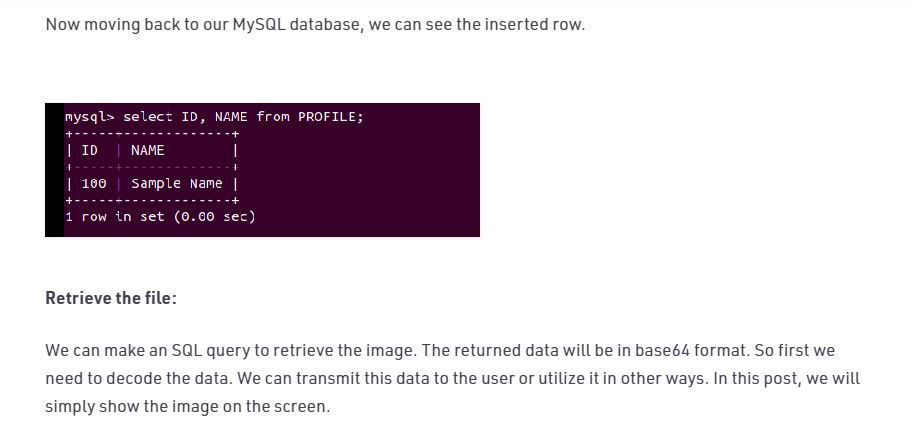 Now moving back to our MySQL database, we can see the inserted row.
mysql> select ID, NAME from PROFILE;
+-----+-------------+
| ID  | NAME        |
+-----+-------------+
| 100 | Sample Name |
+-----+-------------+
1 row in set (0.00 sec)
Retrieve the file:
We can make an SQL query to retrieve the image. The returned data will be in base64 format. So first we
need to decode the data. We can transmit this data to the user or utilize it in other ways. In this post, we will
simply show the image on the screen.